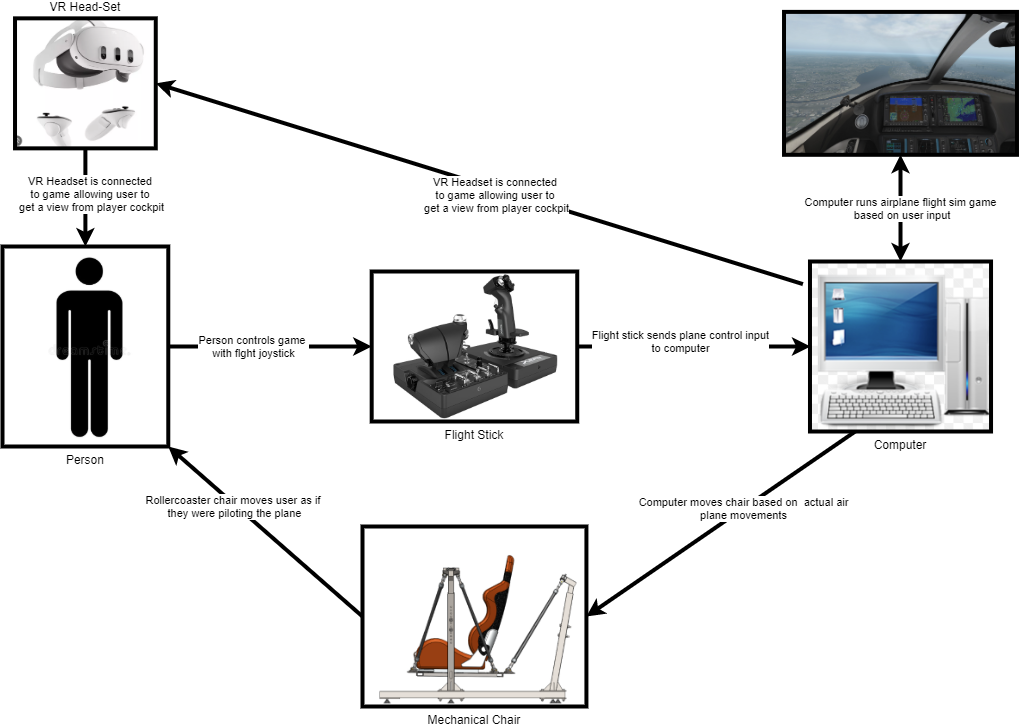 VR Head-Set
VR Headset is connected
to game allowing user to
get a view from player cockpit
VR Headset is connected
to game allowing user to
get a view from player cockpit
Computer runs airplane flight sim game
based on user input
Person controls game
with flght joystick
Flight stick sends plane control input
to computer
Flight Stick
Computer
Person
Rollercoaster chair moves user as if
they were piloting the plane
Computer moves chair based on  actual air
plane movements
Mechanical Chair